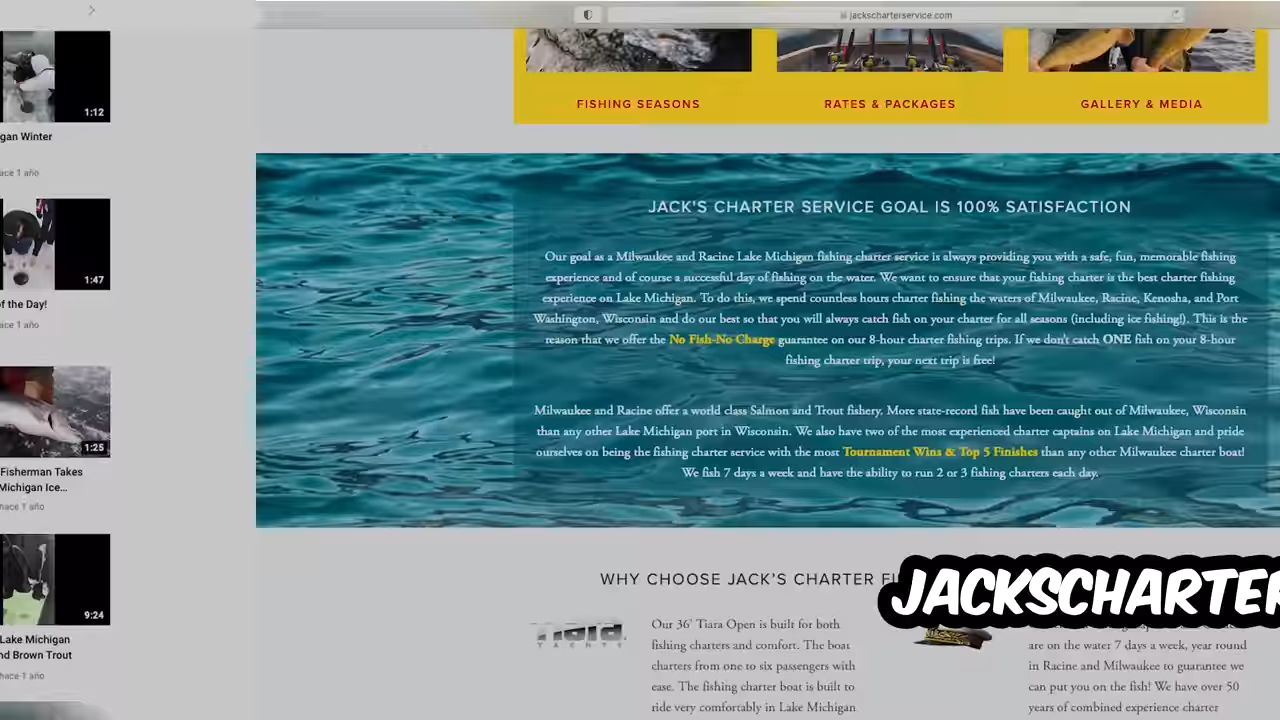 jackscharterservice.com
1:12
gan Winter
ace 1 año
1:47
of the Day!
ace 1 año
1:25
Fisherman Takes
Michigan Ice...
hace 1 año
9:24
Lake Michigan
nd Brown Trout
hace 1 año
FISHING SEASONS
RATES & PACKAGES
GALLERY & MEDIA
JACK'S CHARTER SERVICE GOAL IS 100% SATISFACTION
Our goal as a Milwaukee and Racine Lake Michigan fishing charter service is always providing you with a safe, fun, memorable fishing
experience and of course a successful day of fishing on the water. We want to ensure that your fishing charter is the best charter fishing
experience on Lake Michigan. To do this, we spend countless hours charter fishing the waters of Milwaukee, Racine, Kenosha, and Port
Washington, Wisconsin and do our best so that you will always catch fish on your charter for all seasons (including ice fishing!). This is the
reason that we offer the No Fish-No Charge guarantee on our 8-hour charter fishing trips. If we don't catch ONE fish on your 8-hour
fishing charter trip, your next trip is free!
Milwaukee and Racine offer a world class Salmon and Trout fishery. More state-record fish have been caught out of Milwaukee, Wisconsin
than any other Lake Michigan port in Wisconsin. We also have two of the most experienced charter captains on Lake Michigan and pride
ourselves on being the fishing charter service with the most Tournament Wins & Top 5 Finishes than any other Milwaukee charter boat!
We fish 7 days a week and have the ability to run 2 or 3 fishing charters each day.
WHY CHOOSE JACK'S CHARTER FI
JACKSCHARTER
Tiara
YACHTS
Our 36' Tiara Open is built for both
fishing charters and comfort. The boat
charters from one to six passengers with
ease. The fishing charter boat is built to
ride very comfortably in Lake Michigan
are on the water 7 days a week, year round
in Racine and Milwaukee to guarantee we
can put you on the fish! We have over 50
years of combined experience charter